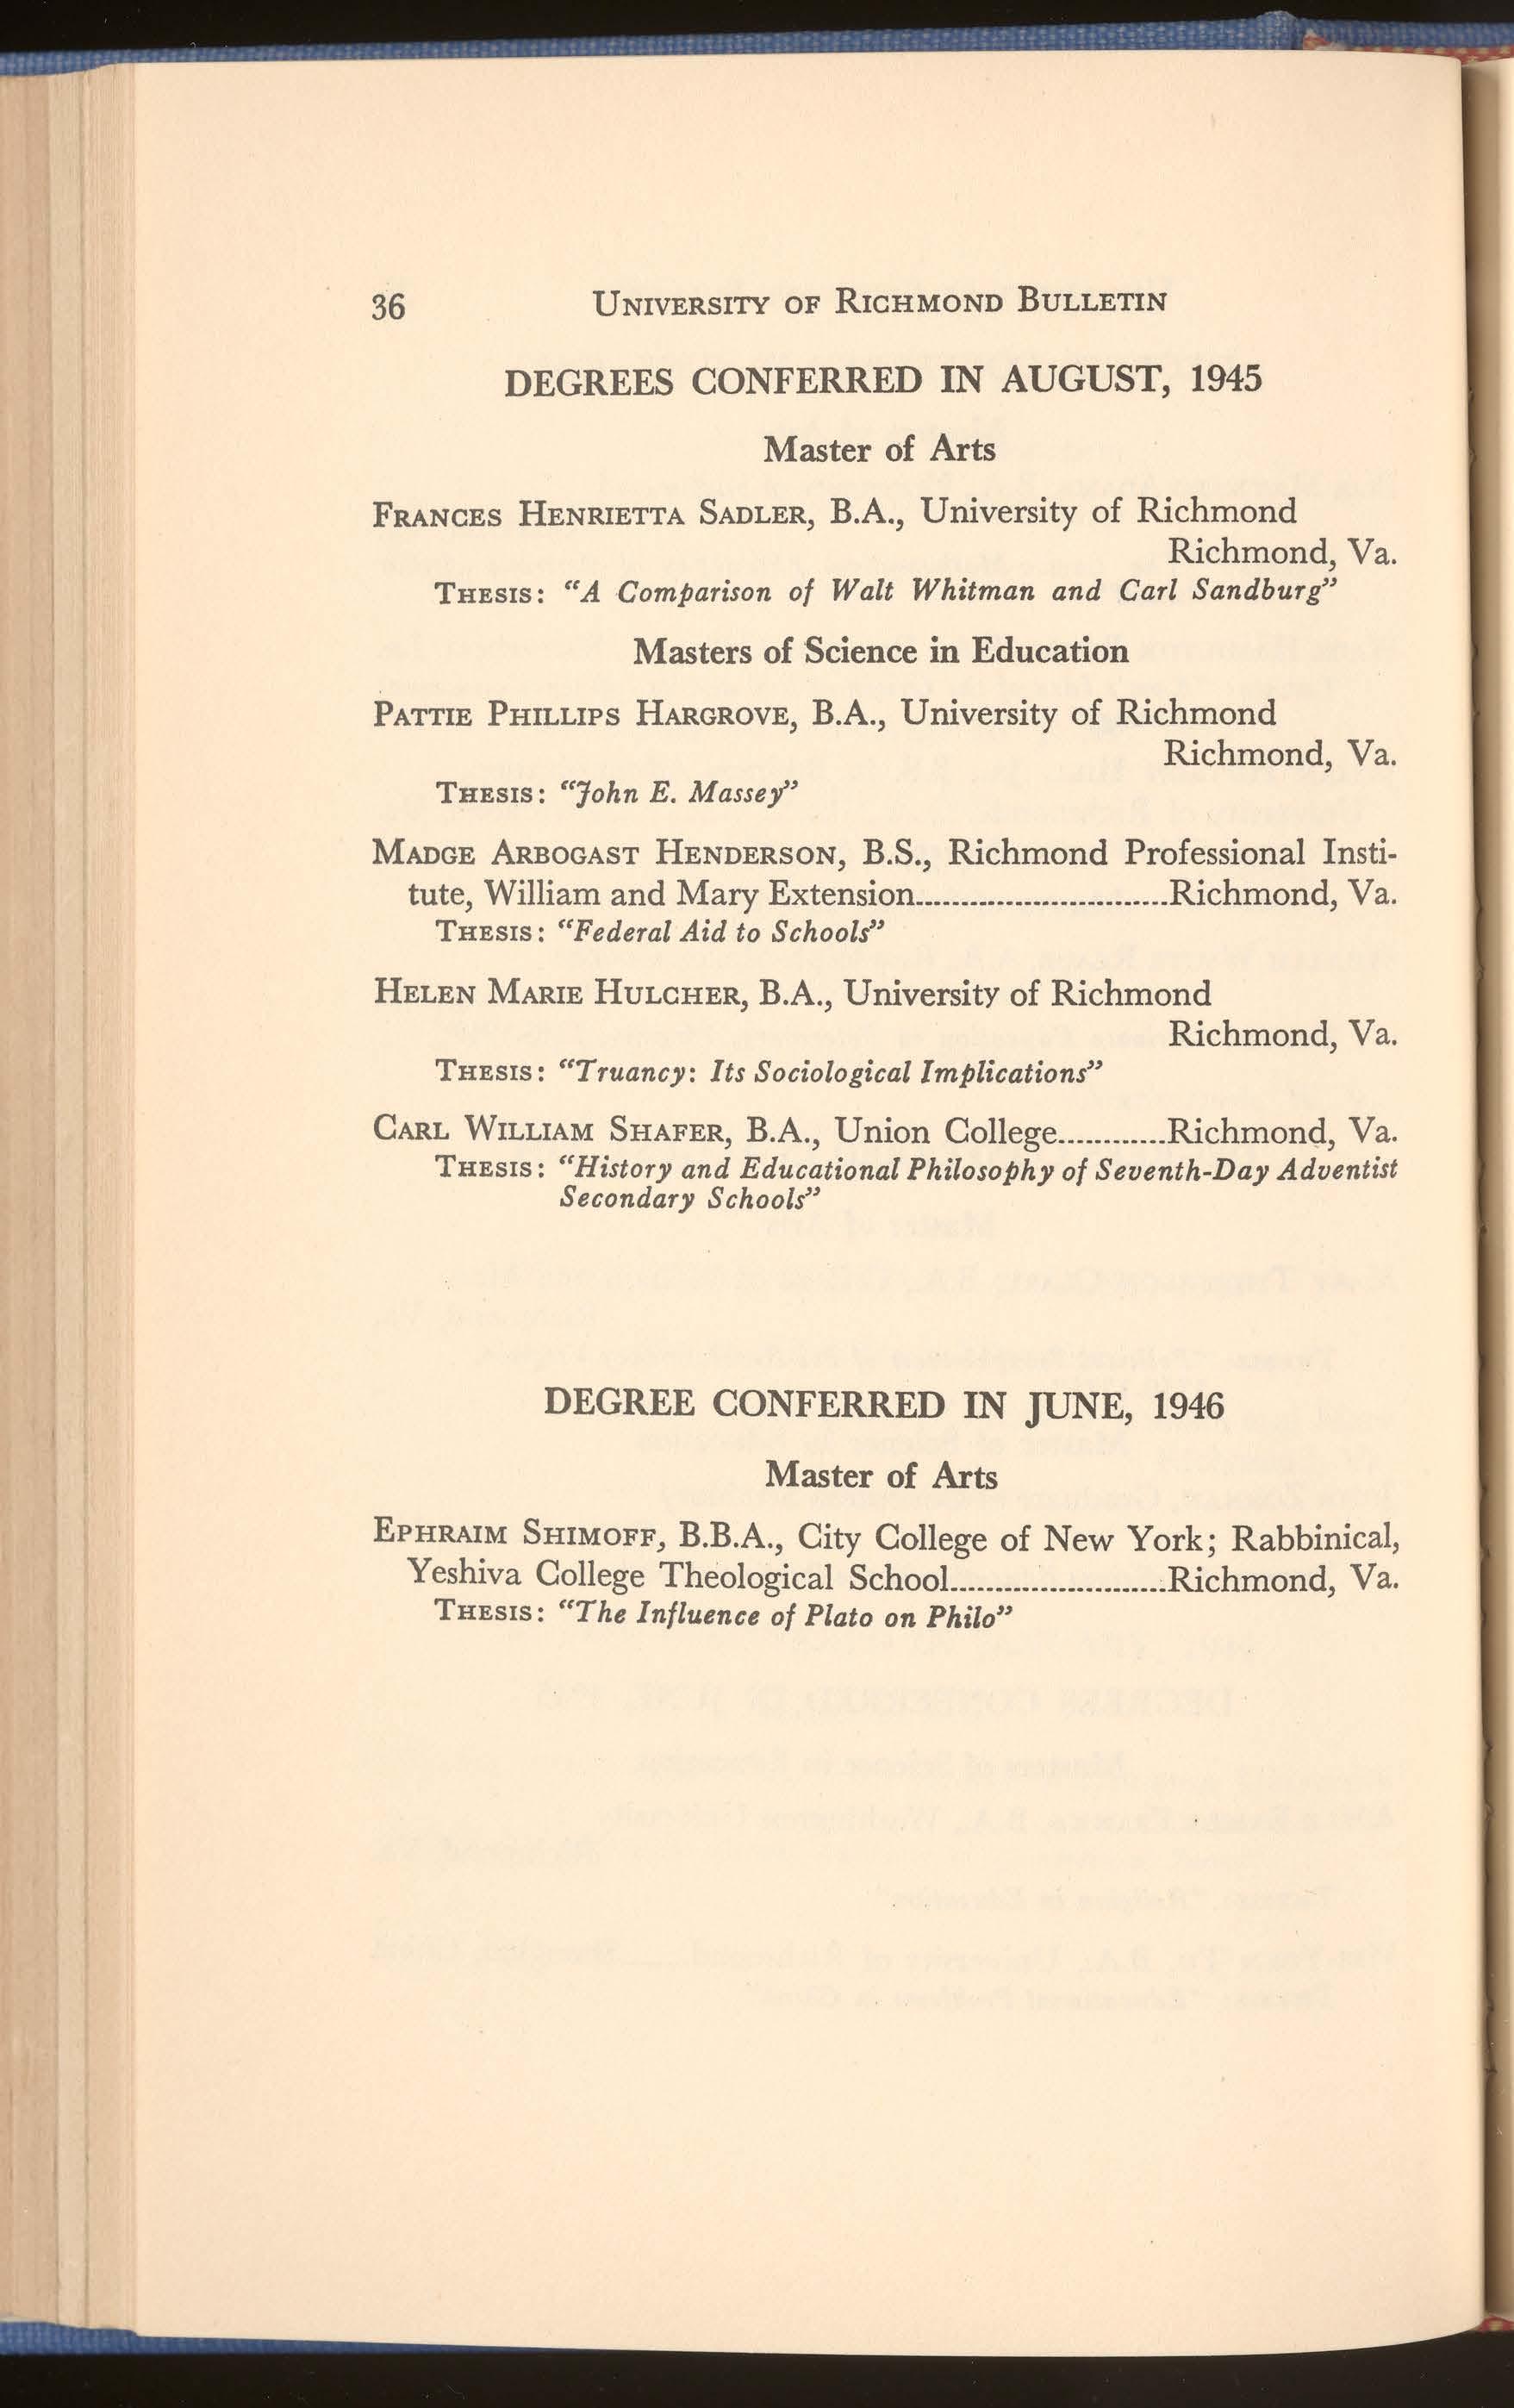 36 UNIVERSITY OF RICHMOND BULLETIN
DEGREES CONFERRED IN AUGUST, 1945
Master of Arts
FRANCES HENRIETTA SADLER, B.A., University of Richmond
Richmond, Va.
THESIS: “A Comparison of Walt Whitman and Carl Sandburg”
Masters of Science in Education
PATTIE PHILLIPS HARGROVE, B.A., University of Richmond
Richmond, Va.
THESIS: “John E. Massey”
MADGE ARBOGAST HENDERSON, B.S., Richmond Professional Insti-
tute, William and Mary Extension............................Richmond, Va.
THESIS: “Federal Aid to Schools”
HELEN MARIE HULCHER, B.A., University of Richmond
Richmond, Va.
THESIS: “Truancy: Its Sociological Implications”
CARL WILLIAM SHAFER, B.A., Union College............Richmond, Va.
THESIS: “History and Educational Philosophy of Seventh-Day Adventist
Secondary Schools”
DEGREE CONFERRED IN JUNE, 1946
Master of Arts
EPHRAIM SHIMOFF, B.B.A., City College of New York; Rabbinical,
Yeshiva College Theological School........................Richmond, Va.
THESIS: “The Influence of Plato on Philo”